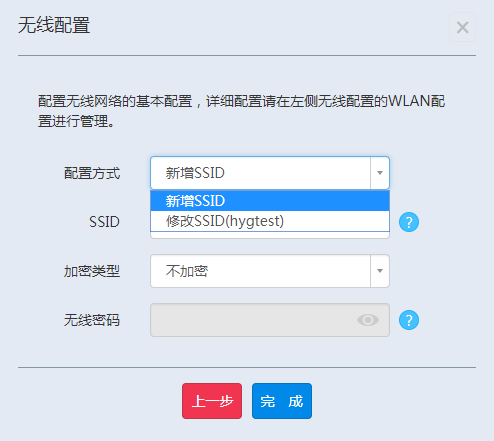 无线配置
×
配置无线网络的基本配置，详细配置请在左侧无线配置的WLAN配
置进行管理。
配置方式 新增SSID
新增SSID
SSID 修改SSID(hygtest) ?
加密类型 不加密
无线密码 ?
上一步 完 成